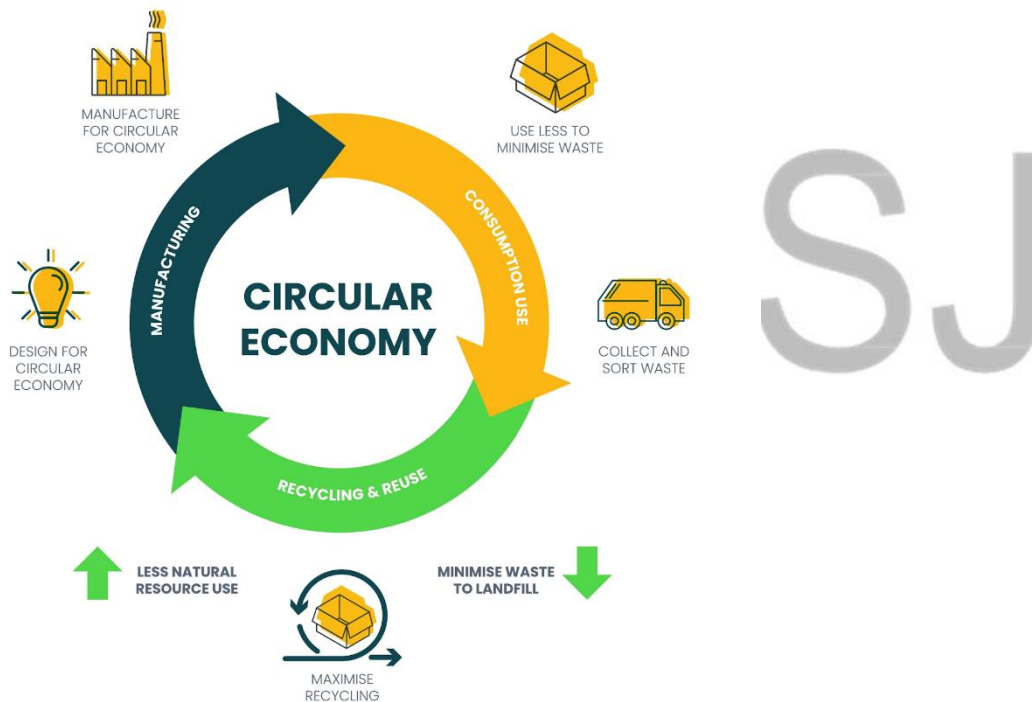 MANUFACTURE
FOR CIRCULAR
ECONOMY
USE LESS TO
MINIMISE WASTE
MANUFACTURING
CONSUMPTION USE
CIRCULAR
ECONOMY
DESIGN FOR
CIRCULAR
ECONOMY
COLLECT AND
SORT WASTE
RECYCLING & REUSE
LESS NATURAL
RESOURCE USE
MINIMISE WASTE
TO LANDFILL
MAXIMISE
RECYCLING
SJ